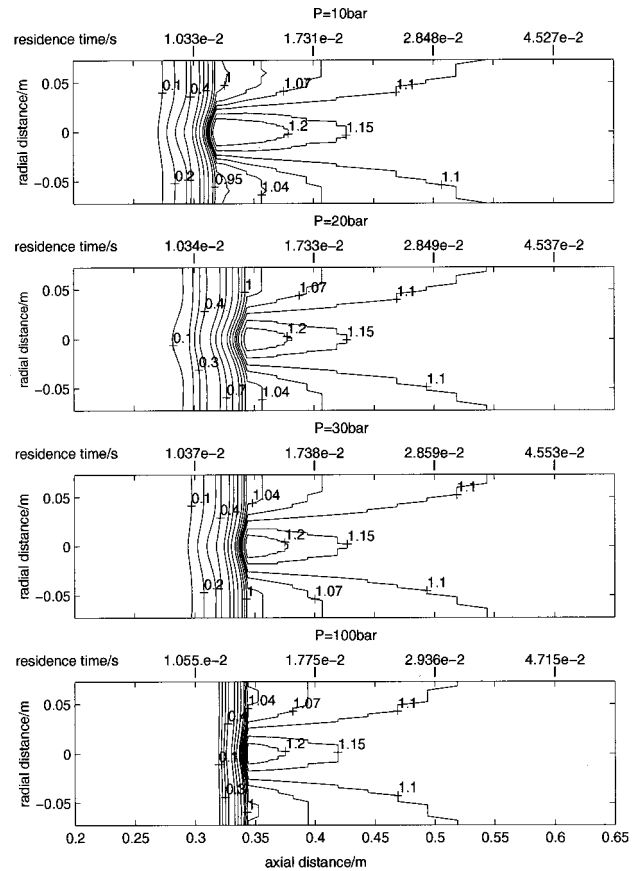 P=10bar
residence time/s 1.033e-2 1.731e-2 2.848e-2 4.527e-2
radial distance/m
0.05
0
-0.05
0.1 0.4 1 1.07 1.1
1.2 1.15
0.2 0.95 1.04 1.1
P=20bar
residence time/s 1.034e-2 1.733e-2 2.849e-2 4.537e-2
radial distance/m
0.05
0
-0.05
0.4 1 1.07 1.1
0.1 1.2 1.15
0.3 0.7 1.04 1.1
P=30bar
residence time/s 1.037e-2 1.738e-2 2.859e-2 4.553e-2
radial distance/m
0.05
0
-0.05
0.1 0.4 1.04 1.1
1.2 1.15
0.2 1 1.07 1.1
P=100bar
residence time/s 1.055e-2 1.775e-2 2.936e-2 4.715e-2
radial distance/m
0.05
0
-0.05
1.04 1.07 1.1
0.1 1.2 1.15
0.3 1 1.1
0.2 0.25 0.3 0.35 0.4 0.45 0.5 0.55 0.6 0.65
axial distance/m